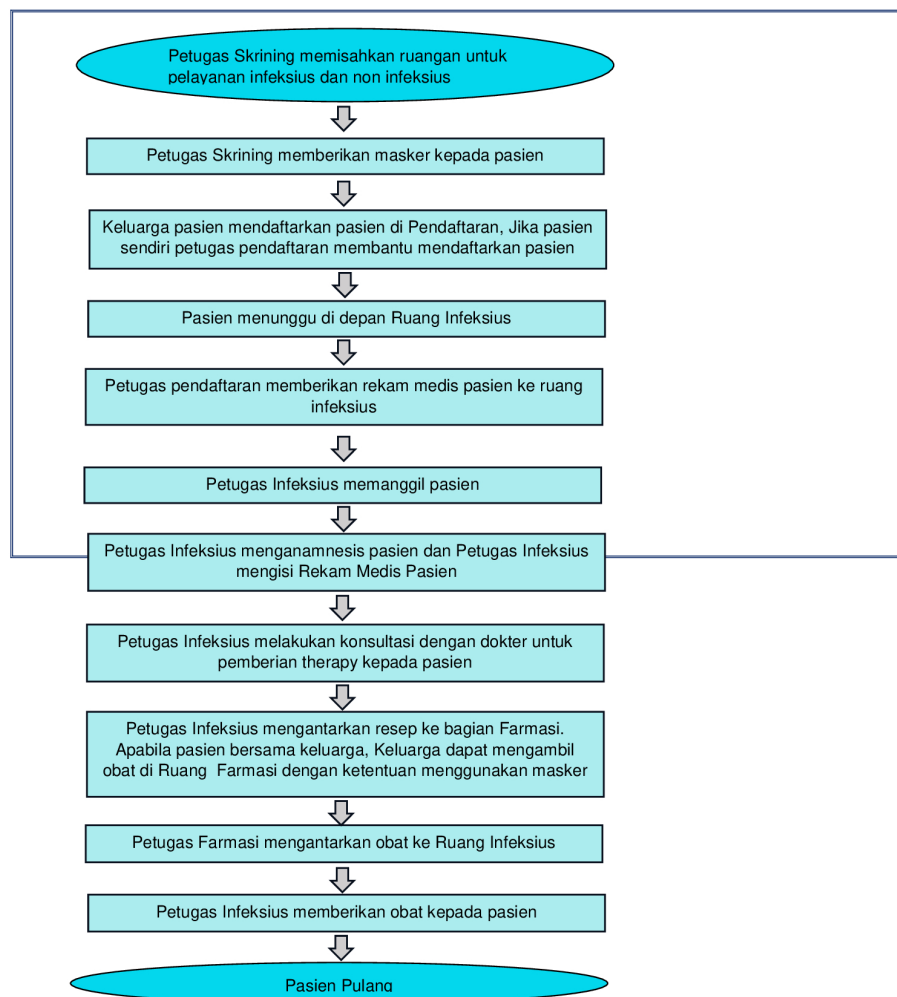 Petugas Skrining memisahkan ruangan untuk
pelayanan infeksius dan non infeksius
Petugas Skrining memberikan masker kepada pasien
Keluarga pasien mendaftarkan pasien di Pendaftaran, Jika pasien
sendiri petugas pendaftaran membantu mendaftarkan pasien
Pasien menunggu di depan Ruang Infeksius
Petugas pendaftaran memberikan rekam medis pasien ke ruang
infeksius
Petugas Infeksius memanggil pasien
Petugas Infeksius menganamnesis pasien dan Petugas Infeksius
mengisi Rekam Medis Pasien
Petugas Infeksius melakukan konsultasi dengan dokter untuk
pemberian therapy kepada pasien
Petugas Infeksius mengantarkan resep ke bagian Farmasi.
Apabila pasien bersama keluarga, Keluarga dapat mengambil
obat di Ruang Farmasi dengan ketentuan menggunakan masker
Petugas Farmasi mengantarkan obat ke Ruang Infeksius
Petugas Infeksius memberikan obat kepada pasien
Pasien Pulang